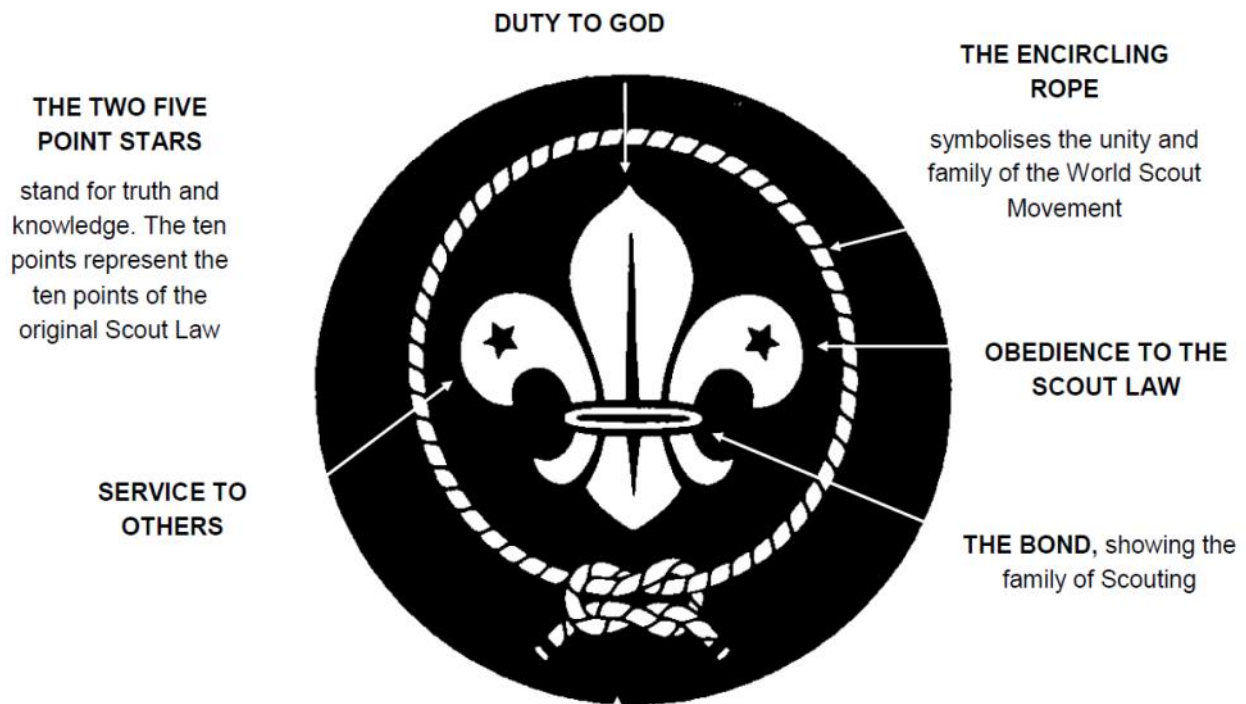 DUTY TO GOD
THE TWO FIVE
POINT STARS
stand for truth and
knowledge. The ten
points represent the
ten points of the
original Scout Law
SERVICE TO
OTHERS
THE ENCIRCLING
ROPE
symbolises the unity and
family of the World Scout
Movement
OBEDIENCE TO THE
SCOUT LAW
THE BOND, showing the
family of Scouting